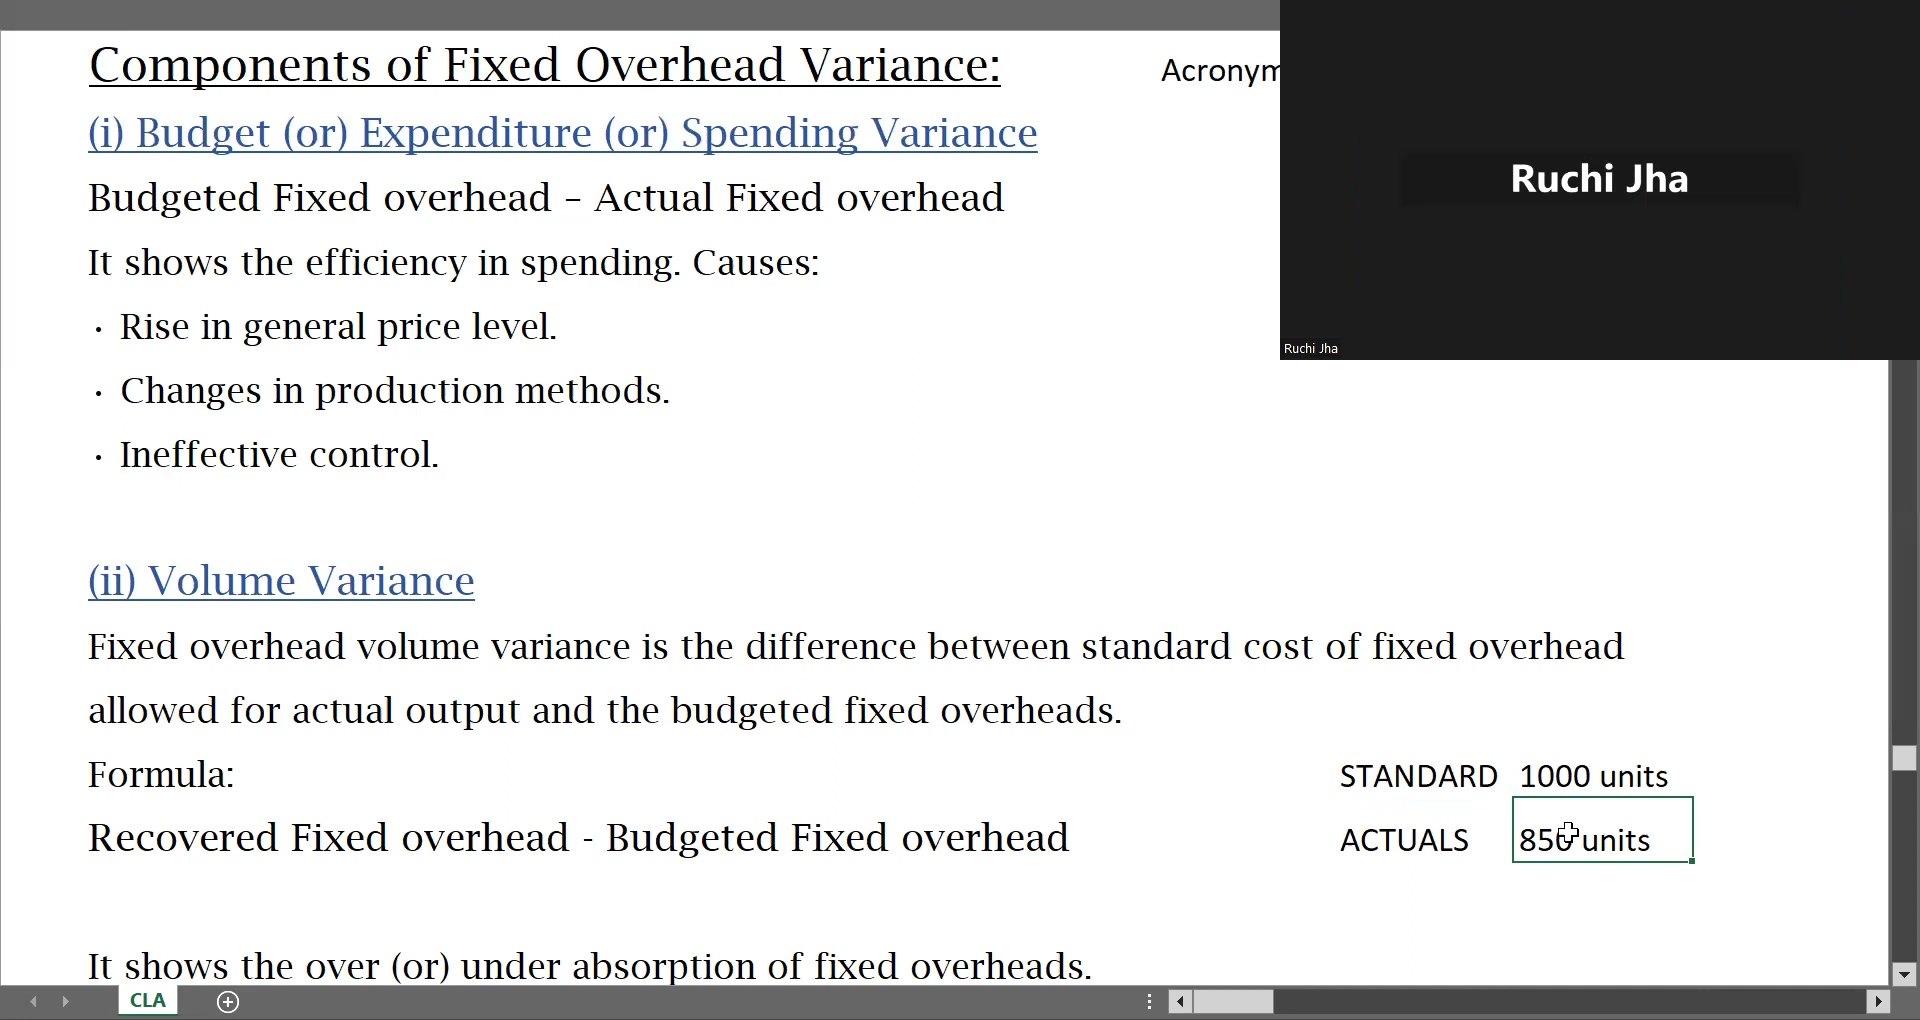 Components of Fixed Overhead Variance:
Acronym
Ruchi Jha
Ruchi Jha
(i) Budget (or) Expenditure (or) Spending Variance
Budgeted Fixed overhead – Actual Fixed overhead
It shows the efficiency in spending. Causes:
• Rise in general price level.
• Changes in production methods.
• Ineffective control.
(ii) Volume Variance
Fixed overhead volume variance is the difference between standard cost of fixed overhead
allowed for actual output and the budgeted fixed overheads.
Formula:
STANDARD 1000 units
Recovered Fixed overhead - Budgeted Fixed overhead
ACTUALS 850 units
It shows the over (or) under absorption of fixed overheads.
CLA